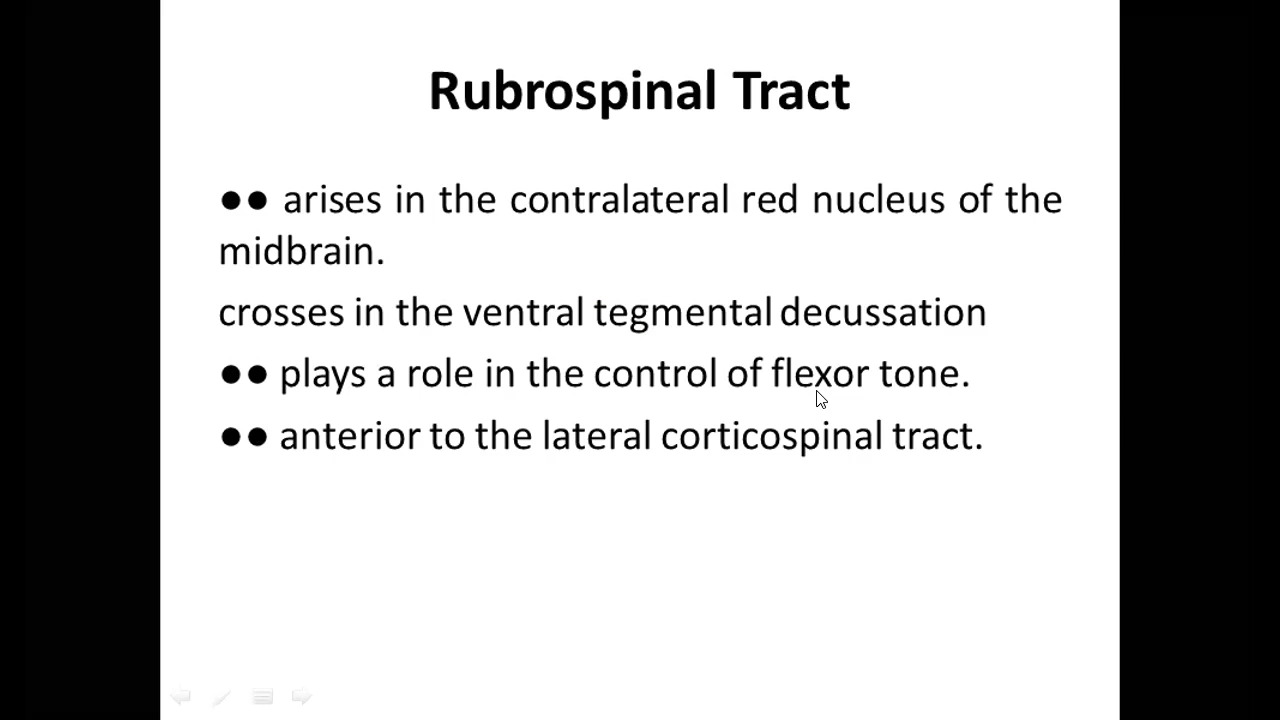 Rubrospinal Tract
●● arises in the contralateral red nucleus of the
midbrain.
crosses in the ventral tegmental decussation
●● plays a role in the control of flexor tone.
●● anterior to the lateral corticospinal tract.